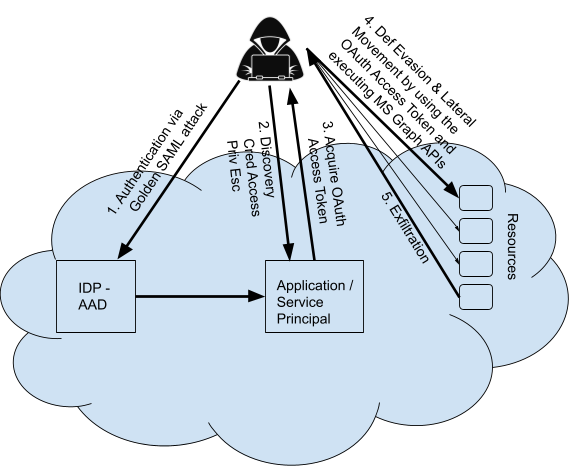 4. Def Evasion & Lateral
Movement by using the
OAuth Access Token and
executing MS Graph APIs
1. Authentication via
Golden SAML attack
2. Discovery
Cred Access
Priv Esc
3. Acquire OAuth
Access Token
5. Exfiltration
Resources
IDP -
AAD
Application /
Service
Principal